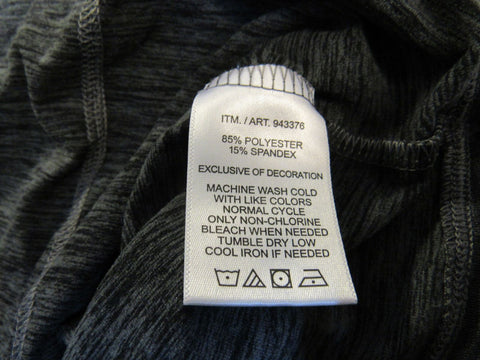 ITM. / ART. 943376
85% POLYESTER
15% SPANDEX
EXCLUSIVE OF DECORATION
MACHINE WASH COLD
WITH LIKE COLORS
NORMAL CYCLE
ONLY NON-CHLORINE
BLEACH WHEN NEEDED
TUMBLE DRY LOW
COOL IRON IF NEEDED